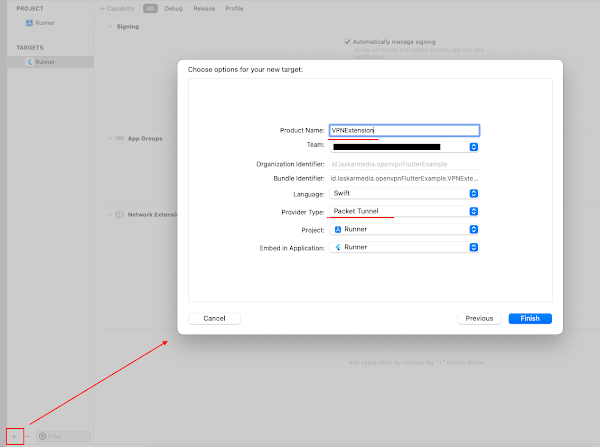 PROJECT
Runner
TARGETS
Runner
+ Capability All Debug Release Profile
Signing
Automatically manage signing
Xcode will create and update profiles, app IDs, and
certificates.
Choose options for your new target:
Product Name: VPNExtension
Team:
Organization Identifier: id.laskarmedia.openvpnFlutterExample
Bundle Identifier: id.laskarmedia.openvpnFlutterExample.VPNExte...
Language: Swift
Provider Type: Packet Tunnel
Project: Runner
Embed in Application: Runner
Cancel Previous Finish
App Groups
Network Extensio
Add capabilities by clicking the "+" button above.
+ − Filter